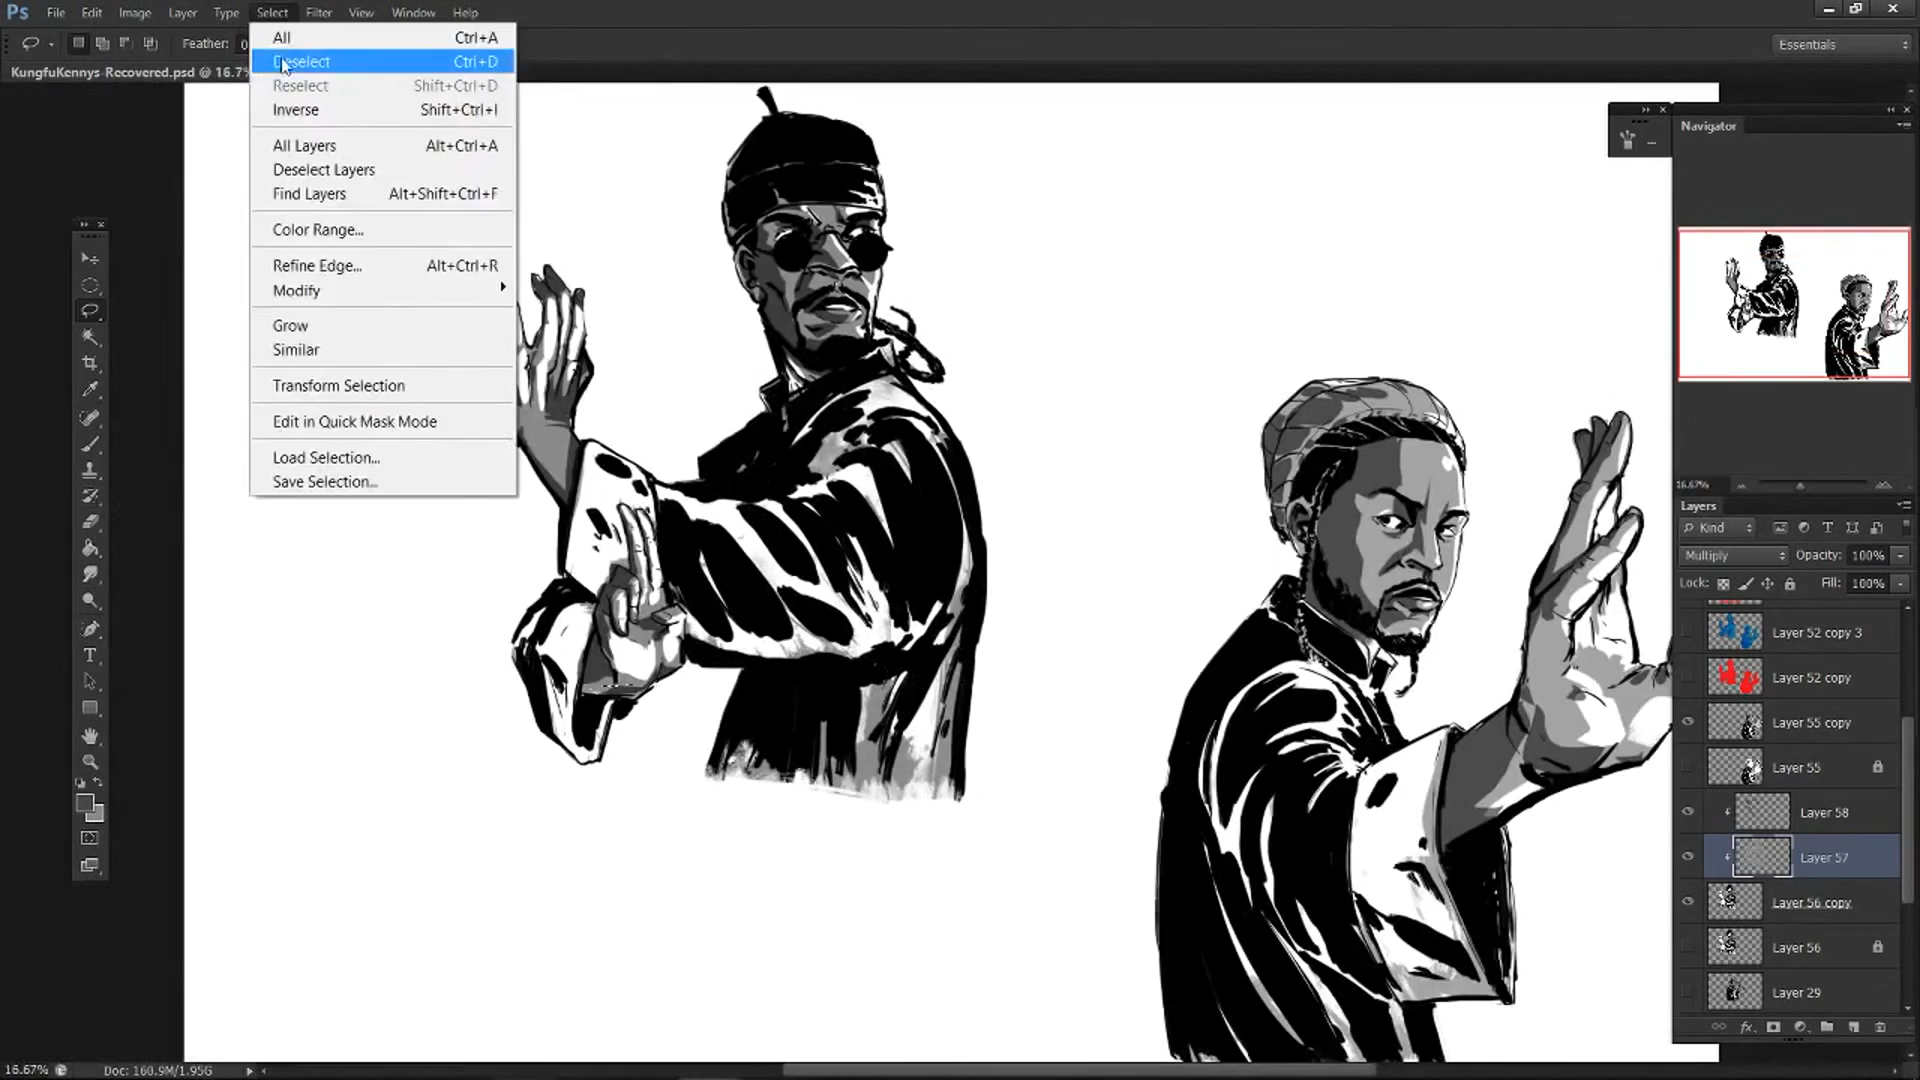 Ps File Edit Image Layer Type Select Filter View Window Help
Feather: 0
Essentials
KungfuKennys-Recovered.psd @ 16.7%
All Ctrl+A
Deselect Ctrl+D
Reselect Shift+Ctrl+D
Inverse Shift+Ctrl+I
All Layers Alt+Ctrl+A
Deselect Layers
Find Layers Alt+Shift+Ctrl+F
Color Range...
Refine Edge... Alt+Ctrl+R
Modify
Grow
Similar
Transform Selection
Edit in Quick Mask Mode
Load Selection...
Save Selection...
Navigator
16.67%
Layers
Kind
Multiply Opacity: 100%
Lock: Fill: 100%
Layer 52 copy 3
Layer 52 copy
Layer 55 copy
Layer 55
Layer 58
Layer 57
Layer 56 copy
Layer 56
Layer 29
fx
16.67% Doc: 160.9M/1.95G